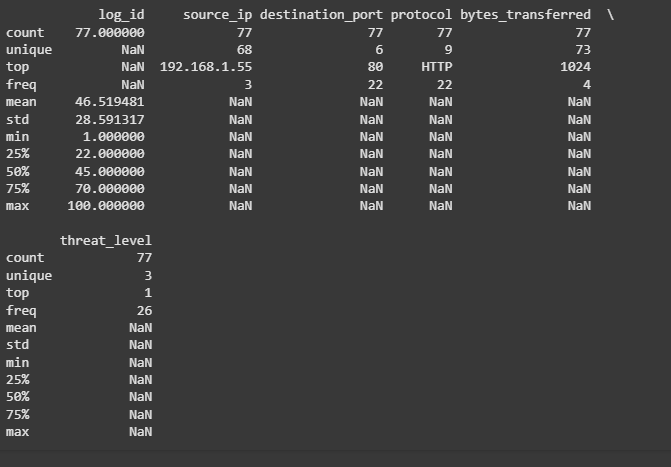 log_id source_ip destination_port protocol bytes_transferred \
count 77.000000 77 77 77 77
unique NaN 68 6 9 73
top NaN 192.168.1.55 80 HTTP 1024
freq NaN 3 22 22 4
mean 46.519481 NaN NaN NaN NaN
std 28.591317 NaN NaN NaN NaN
min 1.000000 NaN NaN NaN NaN
25% 22.000000 NaN NaN NaN NaN
50% 45.000000 NaN NaN NaN NaN
75% 70.000000 NaN NaN NaN NaN
max 100.000000 NaN NaN NaN NaN
threat_level
count 77
unique 3
top 1
freq 26
mean NaN
std NaN
min NaN
25% NaN
50% NaN
75% NaN
max NaN